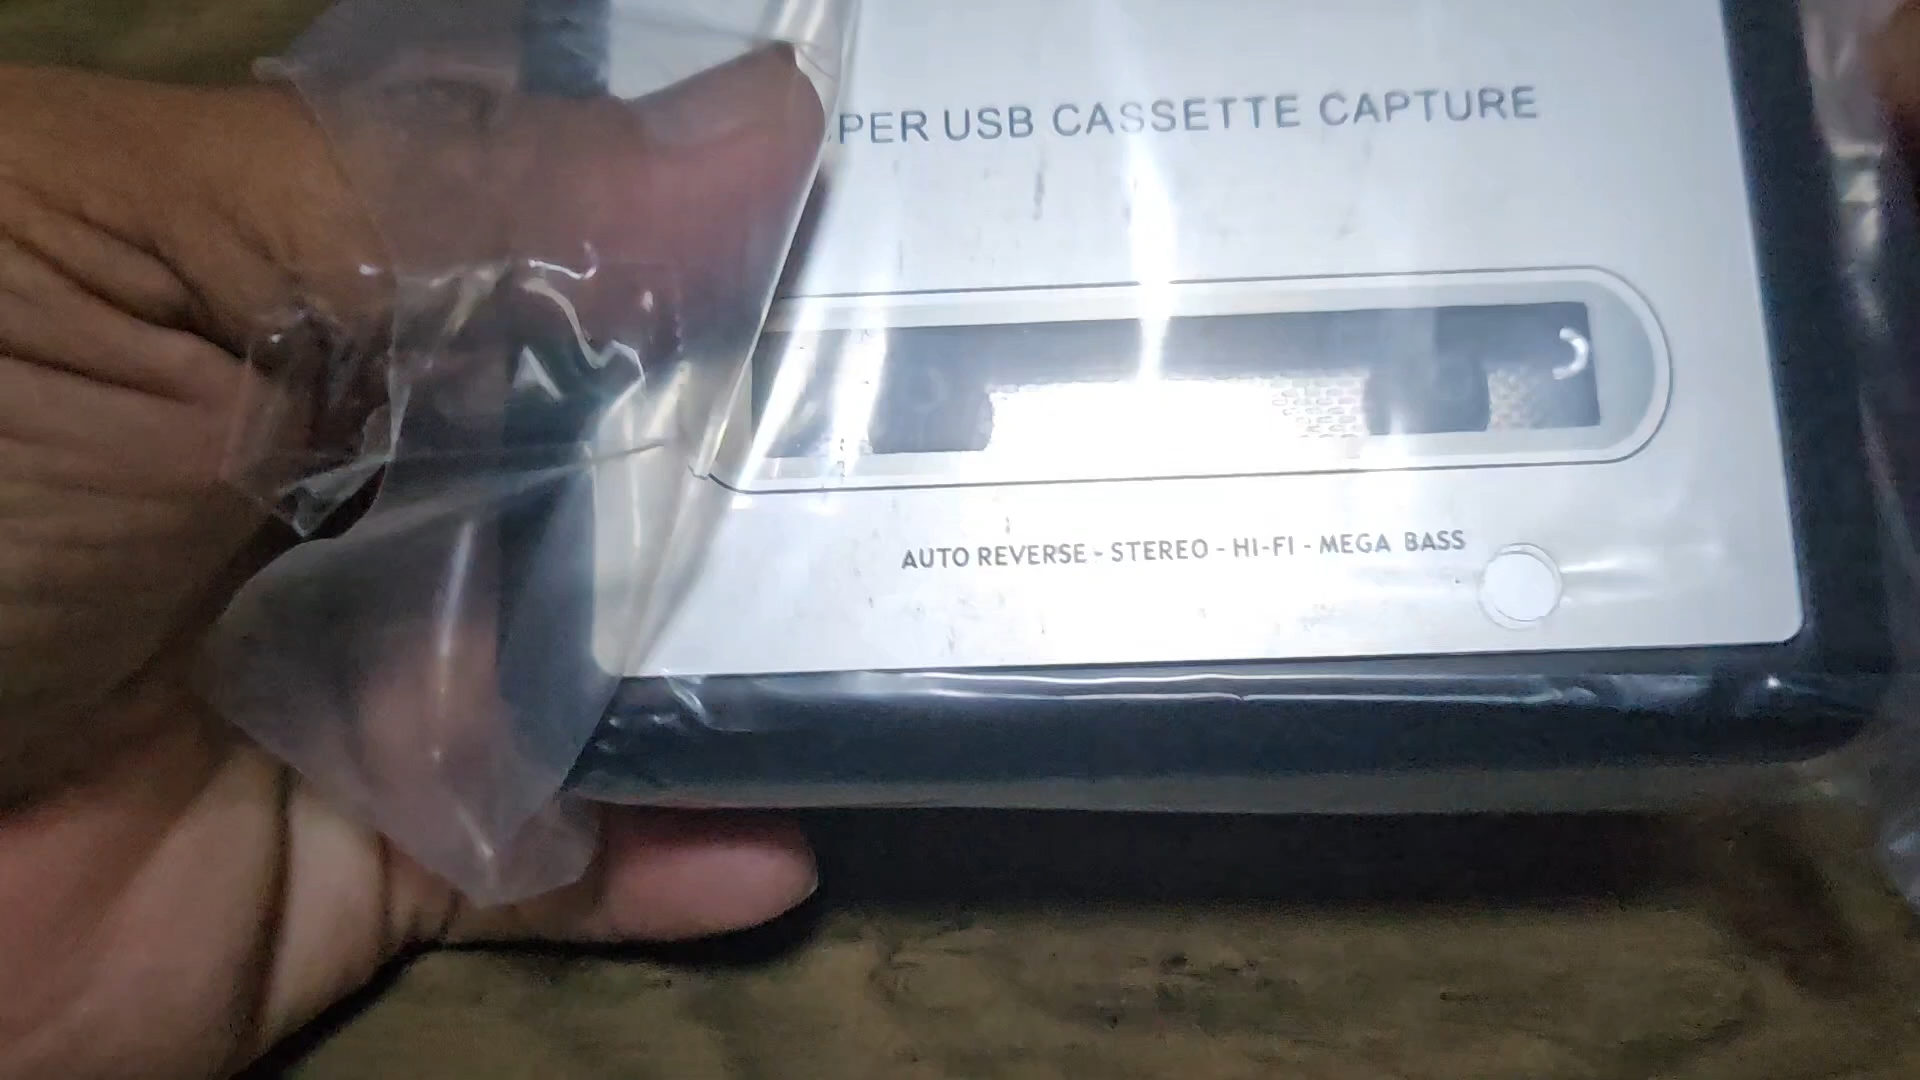 PER USB CASSETTE CAPTURE
AUTO REVERSE - STEREO - HI-FI - MEGA BASS